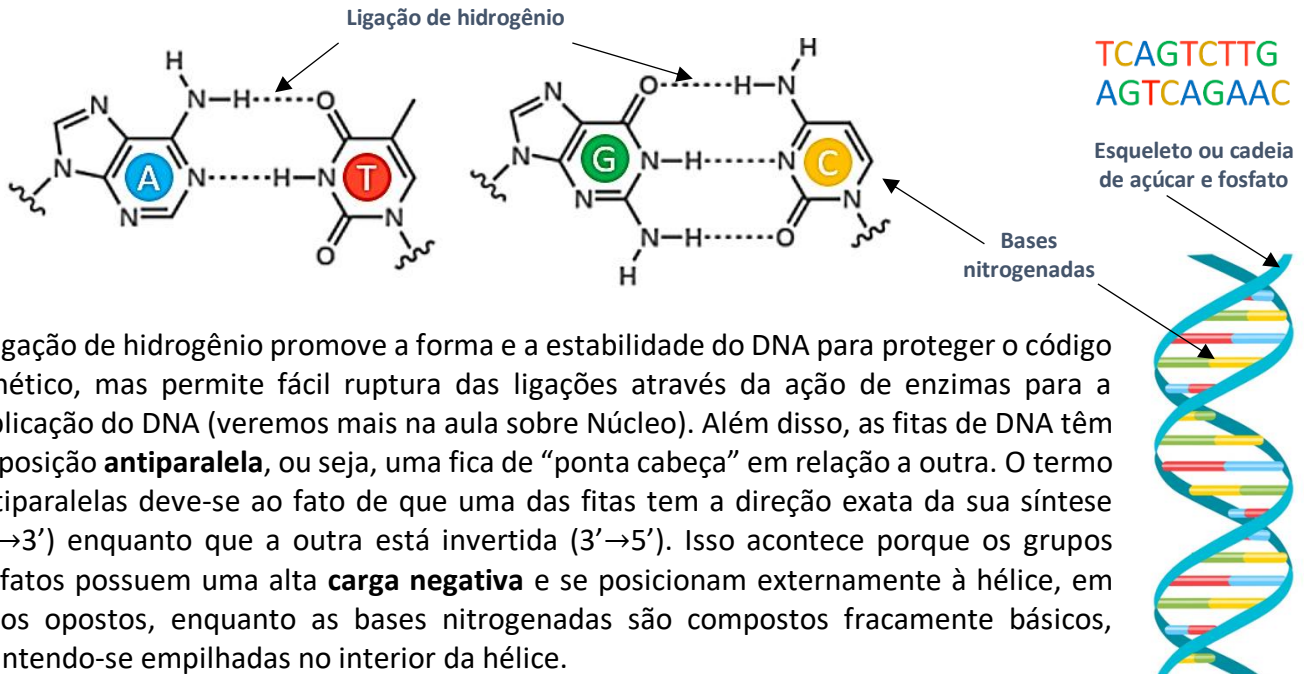 Ligação de hidrogênio
H
N H O
N
N
A N H N T
N
N
O
H
N
O H N
G N H N C
N
N
N
N H O
H
TCAGTCTTG
AGTCAGAAC
Esqueleto ou cadeia
de açúcar e fosfato
Bases
nitrogenadas
gação de hidrogênio promove a forma e a estabilidade do DNA para proteger o código
nético, mas permite fácil ruptura das ligações através da ação de enzimas para a
plicação do DNA (veremos mais na aula sobre Núcleo). Além disso, as fitas de DNA têm
posição antiparalela, ou seja, uma fica de “ponta cabeça” em relação a outra. O termo
tiparalelas deve-se ao fato de que uma das fitas tem a direção exata da sua síntese
→3’) enquanto que a outra está invertida (3’→5’). Isso acontece porque os grupos
fatos possuem uma alta carga negativa e se posicionam externamente à hélice, em
os opostos, enquanto as bases nitrogenadas são compostos fracamente básicos,
ntendo-se empilhadas no interior da hélice.